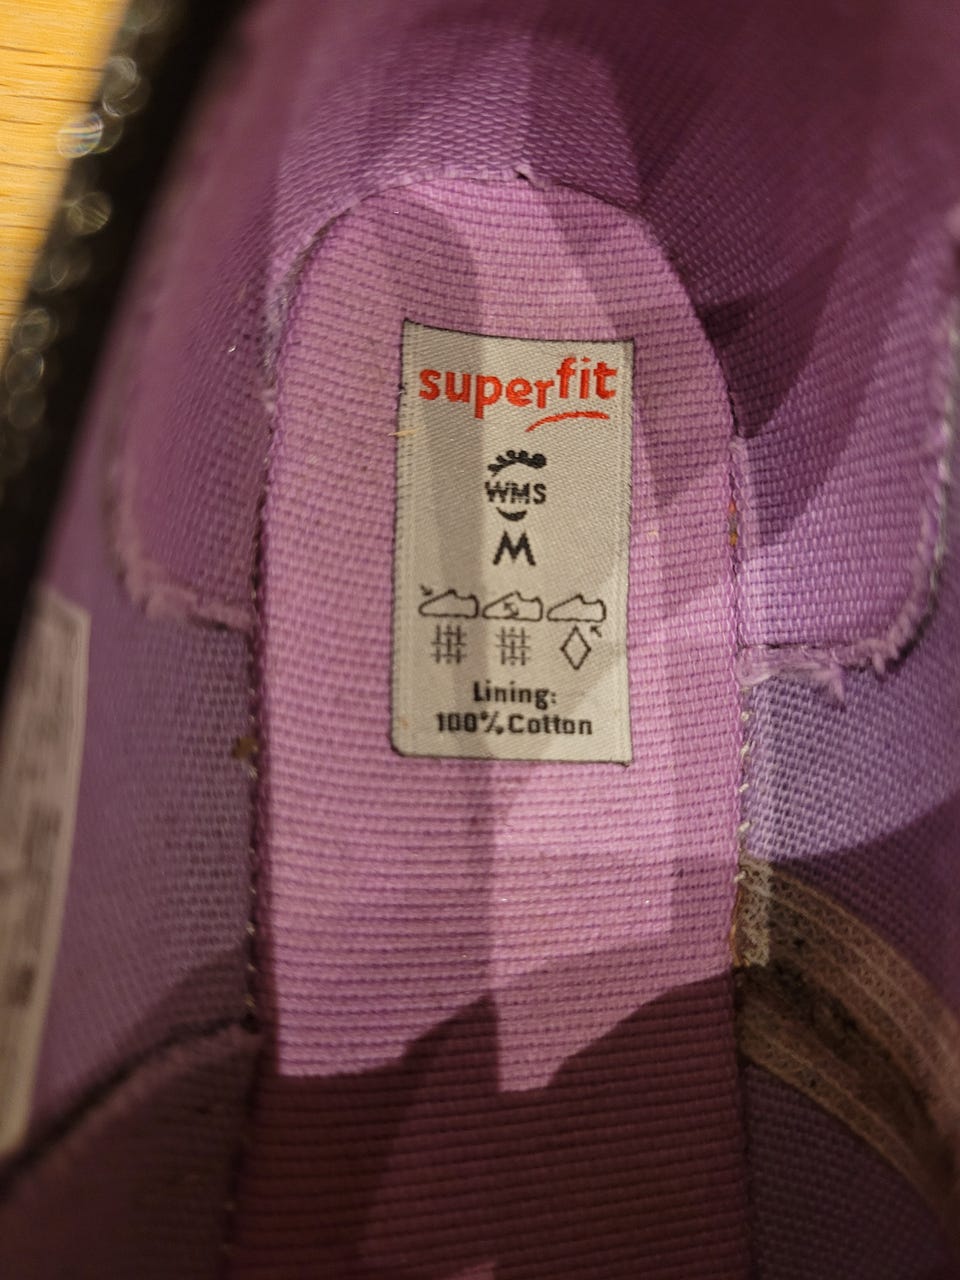 superfit
WMS
M
Lining:
100% Cotton